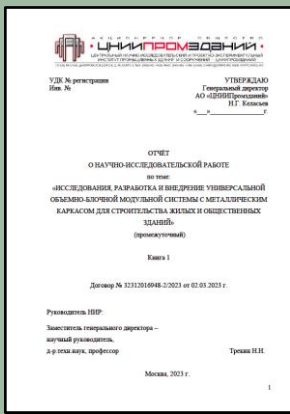 АКЦИОНЕРНОЕ ОБЩЕСТВО
ЦНИИПРОМЗДАНИЙ
УДК № регистрации
Инв. №
УТВЕРЖДАЮ
Генеральный директор
АО «ЦНИИПромзданий»
Н.Г. Келасьев
«___»____________г.
ОТЧЁТ
О НАУЧНО-ИССЛЕДОВАТЕЛЬСКОЙ РАБОТЕ
по теме:
«ИССЛЕДОВАНИЯ, РАЗРАБОТКА И ВНЕДРЕНИЕ УНИВЕРСАЛЬНОЙ
ОБЪЕМНО-БЛОЧНОЙ МОДУЛЬНОЙ СИСТЕМЫ С МЕТАЛЛИЧЕСКИМ
КАРКАСОМ ДЛЯ СТРОИТЕЛЬСТВА ЖИЛЫХ И ОБЩЕСТВЕННЫХ
ЗДАНИЙ»
(промежуточный)
Книга 1
Договор № 32312016948-2/2023 от 02.03.2023 г.
Руководитель НИР:
Заместитель генерального директора –
научный руководитель,
д-р.техн.наук, профессор
Трекин Н.Н.
Москва, 2023 г.
1